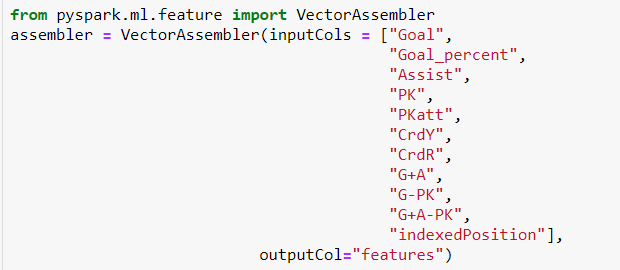 from pyspark.ml.feature import VectorAssembler
assembler = VectorAssembler(inputCols = ["Goal",
"Goal_percent",
"Assist",
"PK",
"PKatt",
"CrdY",
"CrdR",
"G+A",
"G-PK",
"G+A-PK",
"indexedPosition"],
outputCol="features")